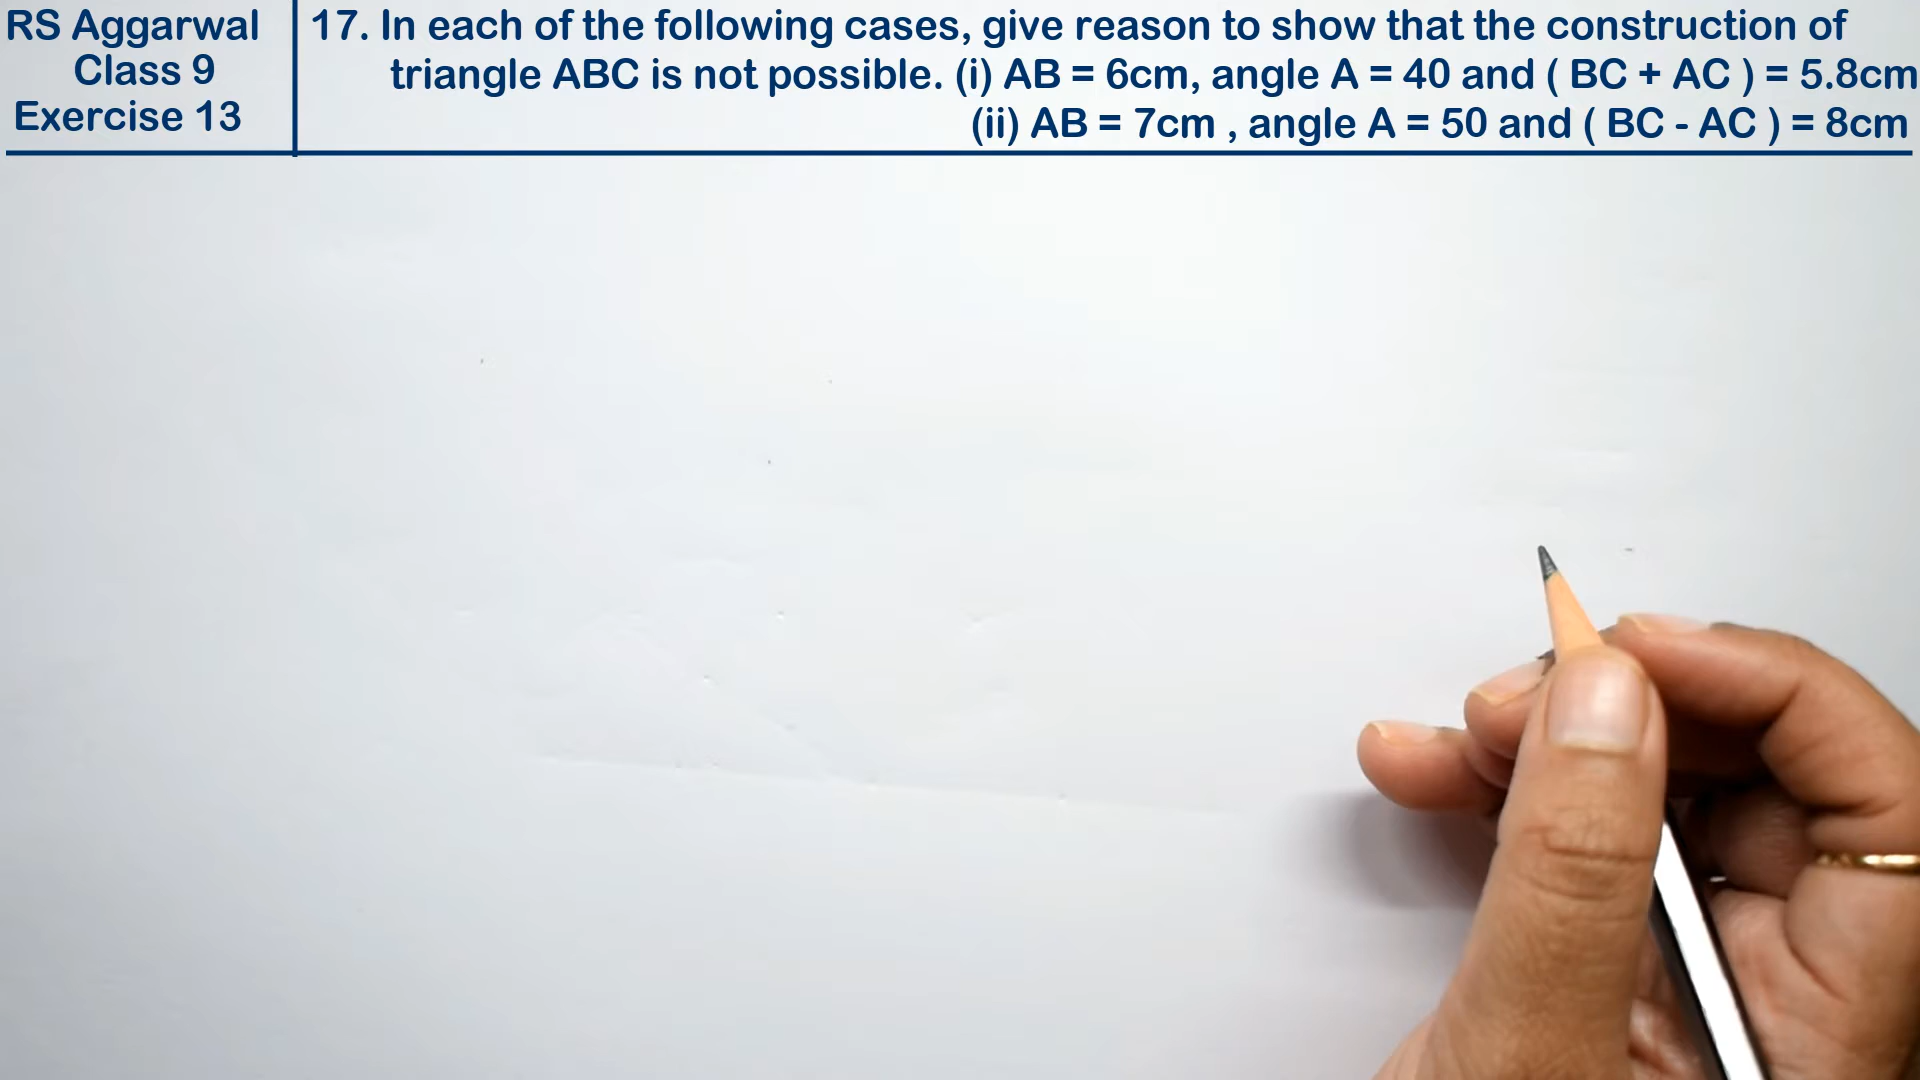 RS Aggarwal
Class 9
Exercise 13
17. In each of the following cases, give reason to show that the construction of
triangle ABC is not possible. (i) AB = 6cm, angle A = 40 and ( BC + AC ) = 5.8cm
(ii) AB = 7cm , angle A = 50 and ( BC - AC ) = 8cm